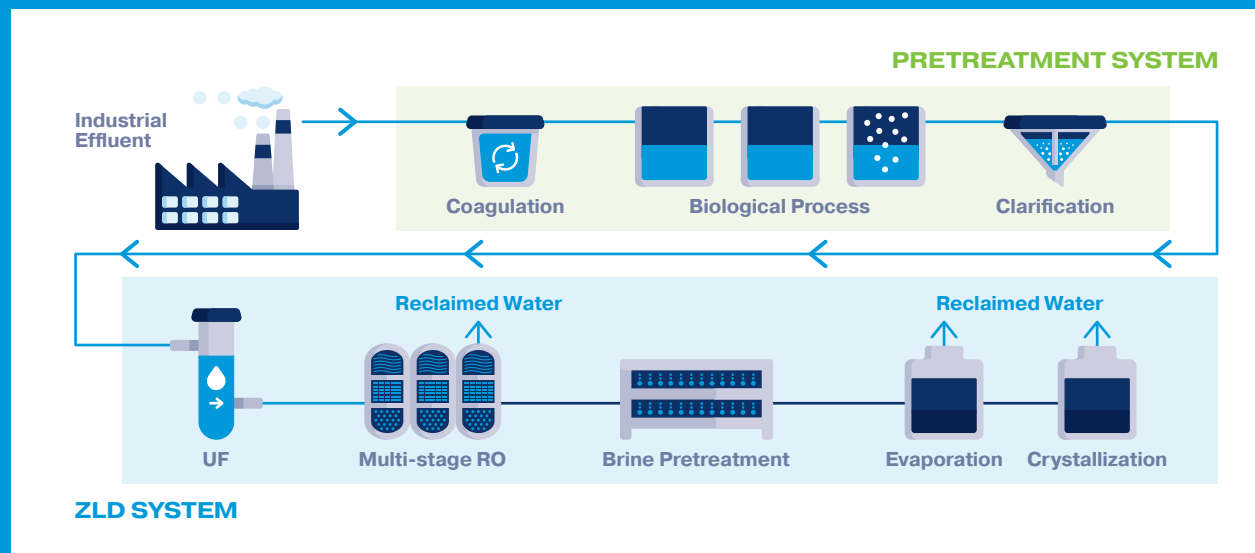 PRETREATMENT SYSTEM
Industrial
Effluent
Coagulation
Biological Process
Clarification
Reclaimed Water
Reclaimed Water
UF
Multi-stage RO
Brine Pretreatment
Evaporation
Crystallization
ZLD SYSTEM